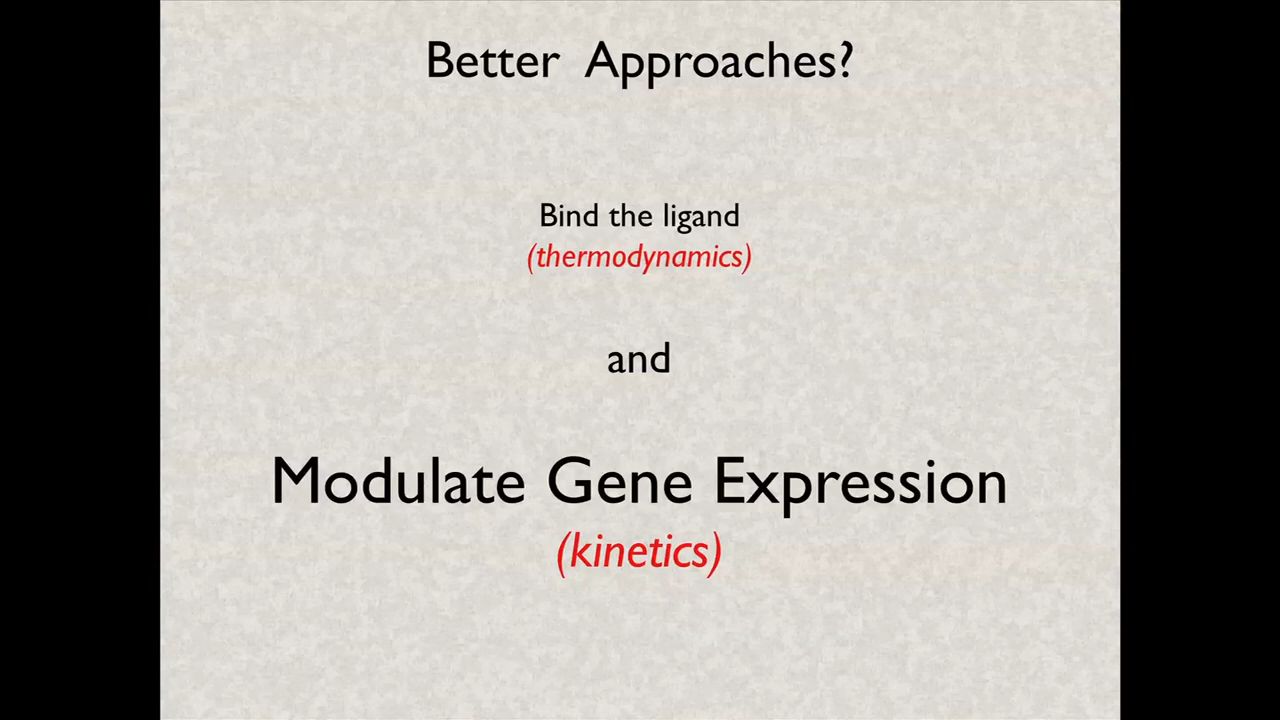 Better Approaches?
Bind the ligand
(thermodynamics)
and
Modulate Gene Expression
(kinetics)